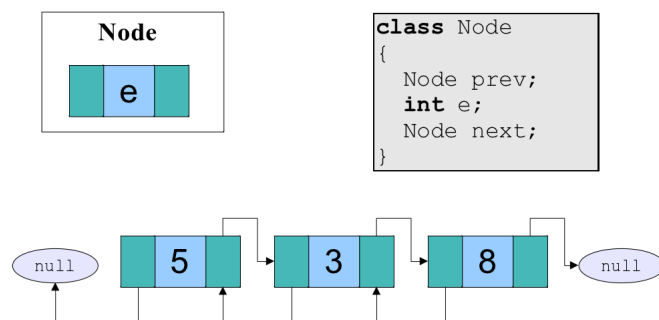 Node
e
class Node
{
Node prev;
int e;
Node next;
}
null 5 3 8 null